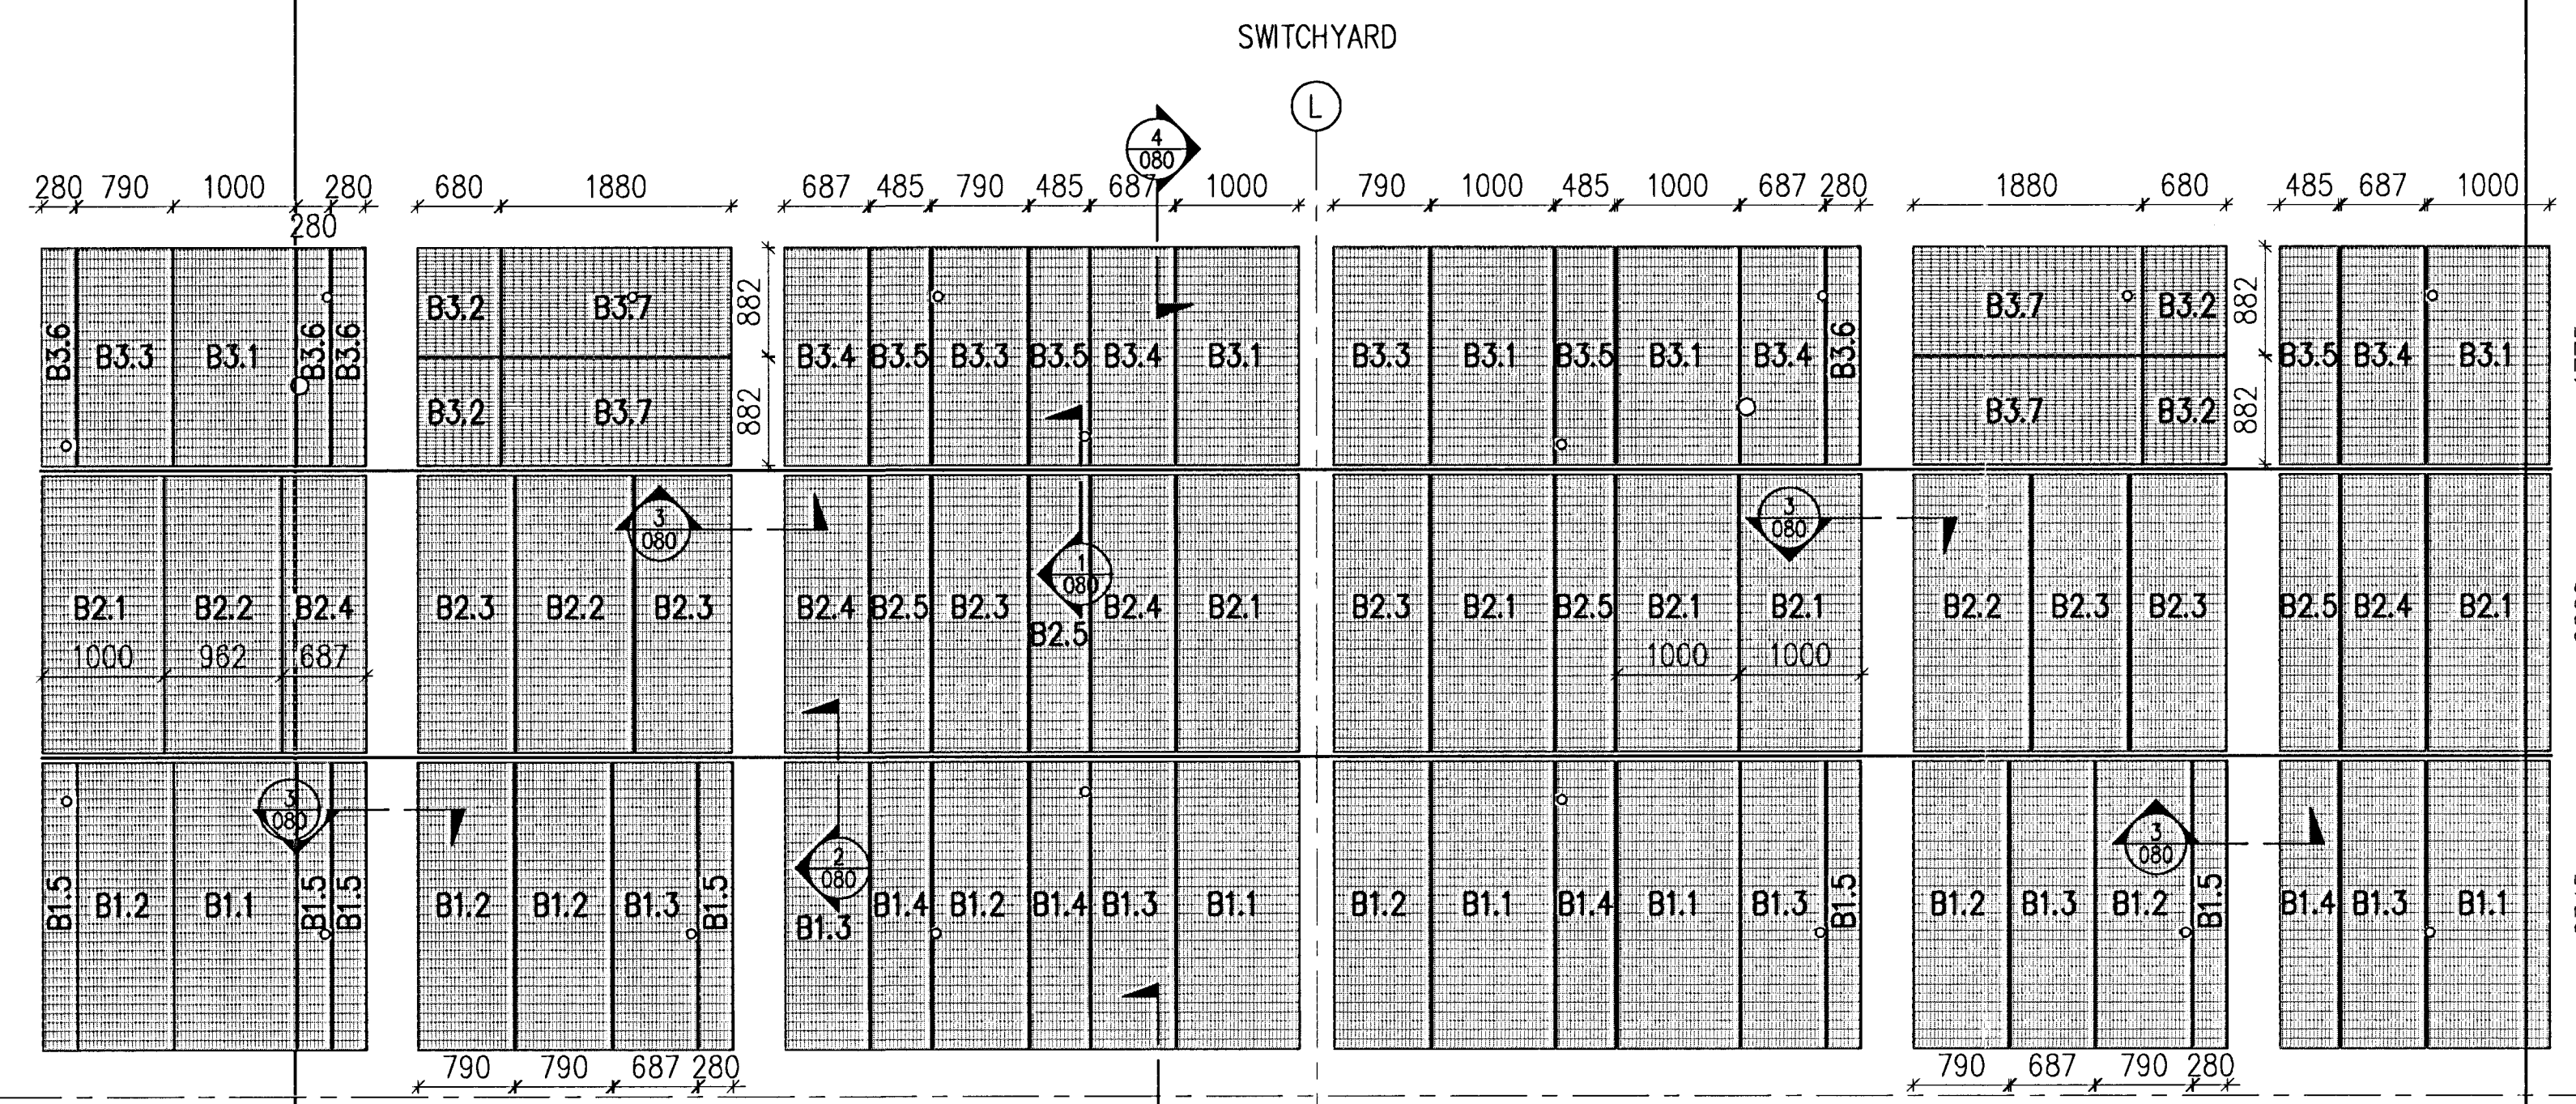 SWITCHYARD
L
4
080
280 790 1000 280
280
680 1880
687 485 790 485 687 1000
790 1000 485 1000 687 280
1880 680
485 687 1000
B3.6 B3.3 B3.1 B3.6 B3.6
B3.2 B3.7
882
B3.2 B3.7
882
B3.4 B3.5 B3.3 B3.5 B3.4 B3.1
B3.3 B3.1 B3.5 B3.1 B3.4 B3.6
B3.7 B3.2
882
B3.7 B3.2
882
B3.5 B3.4 B3.1
3
080
3
080
1
080
B2.1 B2.2 B2.4
1000 962 687
B2.3 B2.2 B2.3
B2.4 B2.5 B2.3 B2.5 B2.4 B2.1
B2.3 B2.1 B2.5 B2.1 B2.1
1000 1000
B2.2 B2.3 B2.3
B2.5 B2.4 B2.1
3
080
2
080
3
080
B1.5 B1.2 B1.1 B1.5 B1.5
B1.2 B1.2 B1.3 B1.5
B1.3 B1.4 B1.2 B1.4 B1.3 B1.1
B1.2 B1.1 B1.4 B1.1 B1.3 B1.5
B1.2 B1.3 B1.2 B1.5
B1.4 B1.3 B1.1
790 790 687 280
790 687 790 280